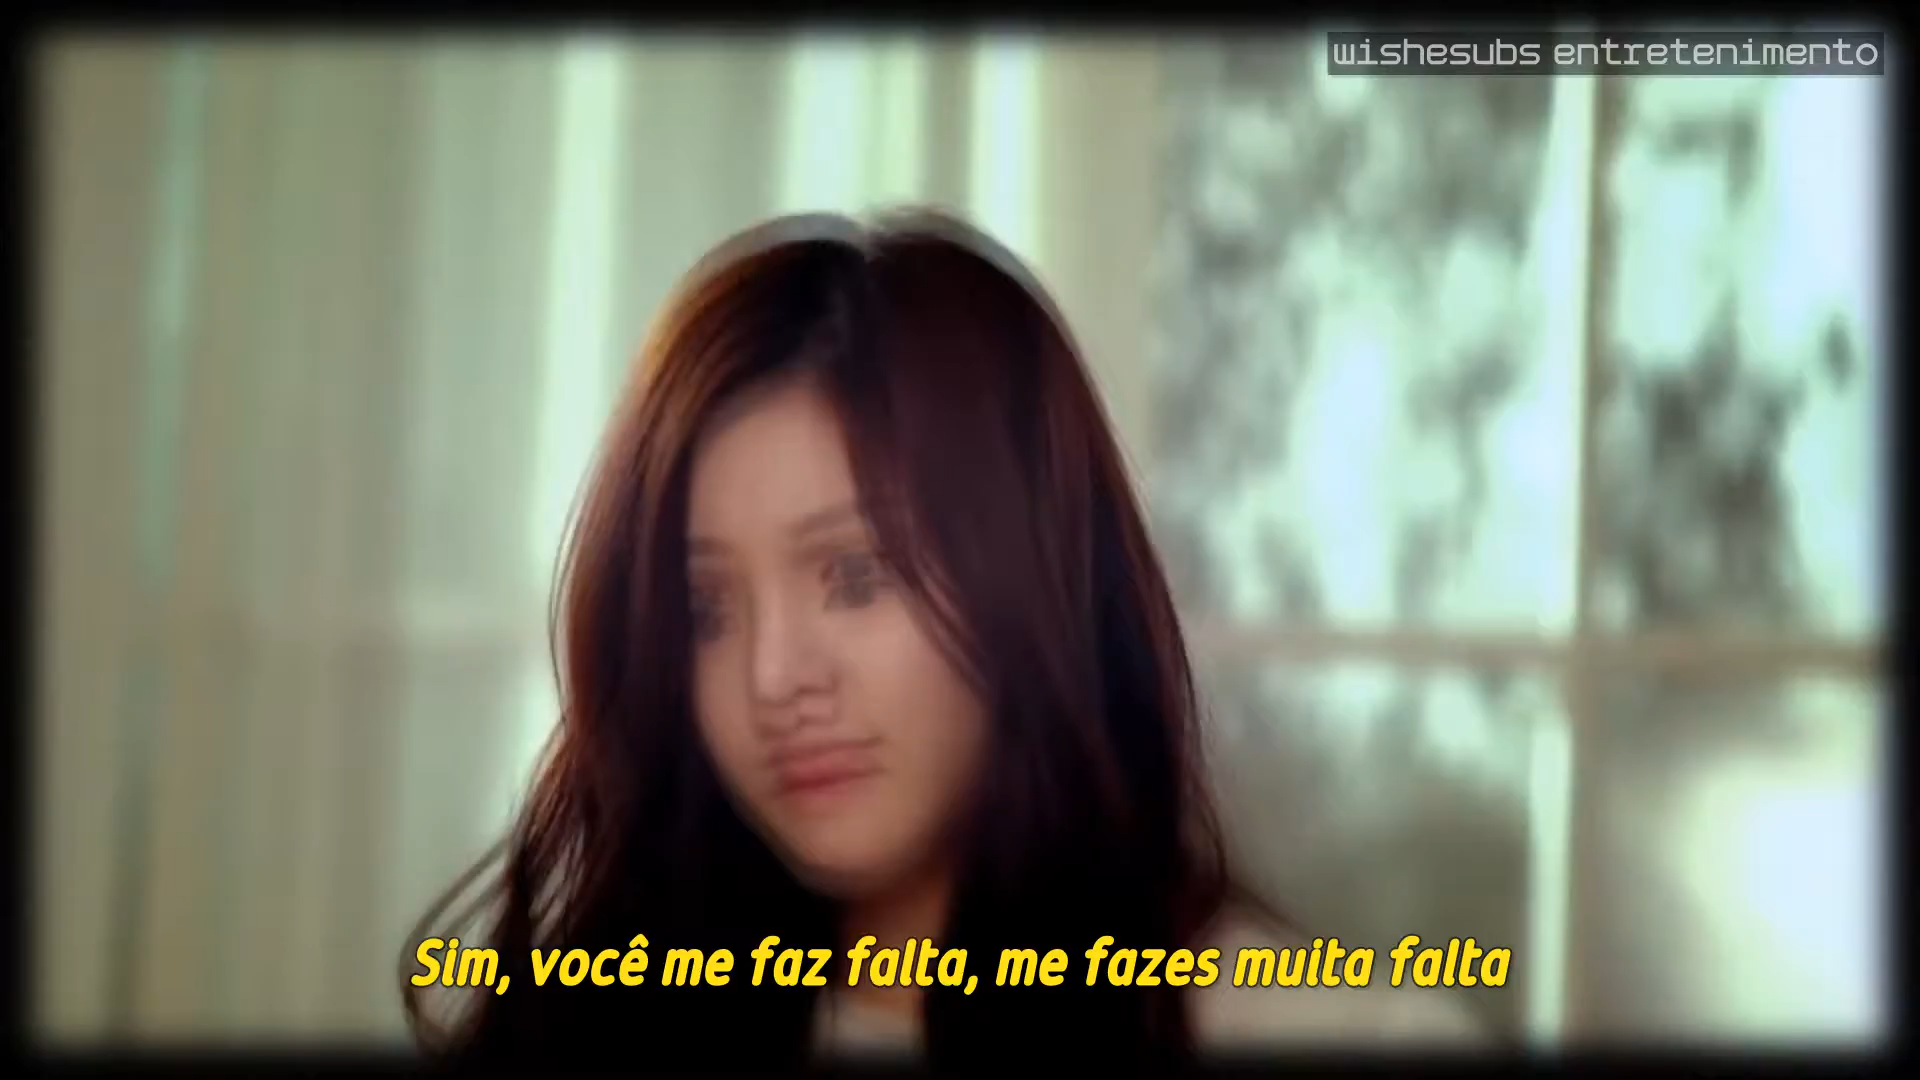 wishesubs entretenimento
Sim, você me faz falta, me fazes muita falta